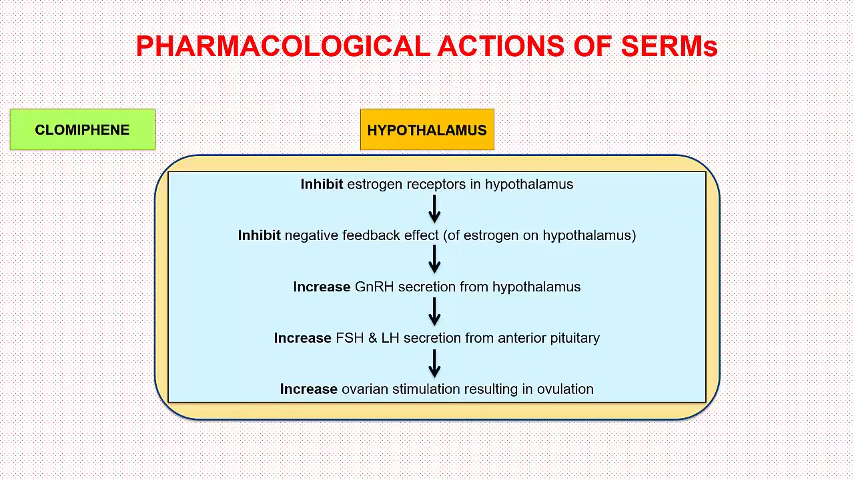 PHARMACOLOGICAL ACTIONS OF SERMs
CLOMIPHENE
HYPOTHALAMUS
Inhibit estrogen receptors in hypothalamus
Inhibit negative feedback effect (of estrogen on hypothalamus)
Increase GnRH secretion from hypothalamus
Increase FSH & LH secretion from anterior pituitary
Increase ovarian stimulation resulting in ovulation